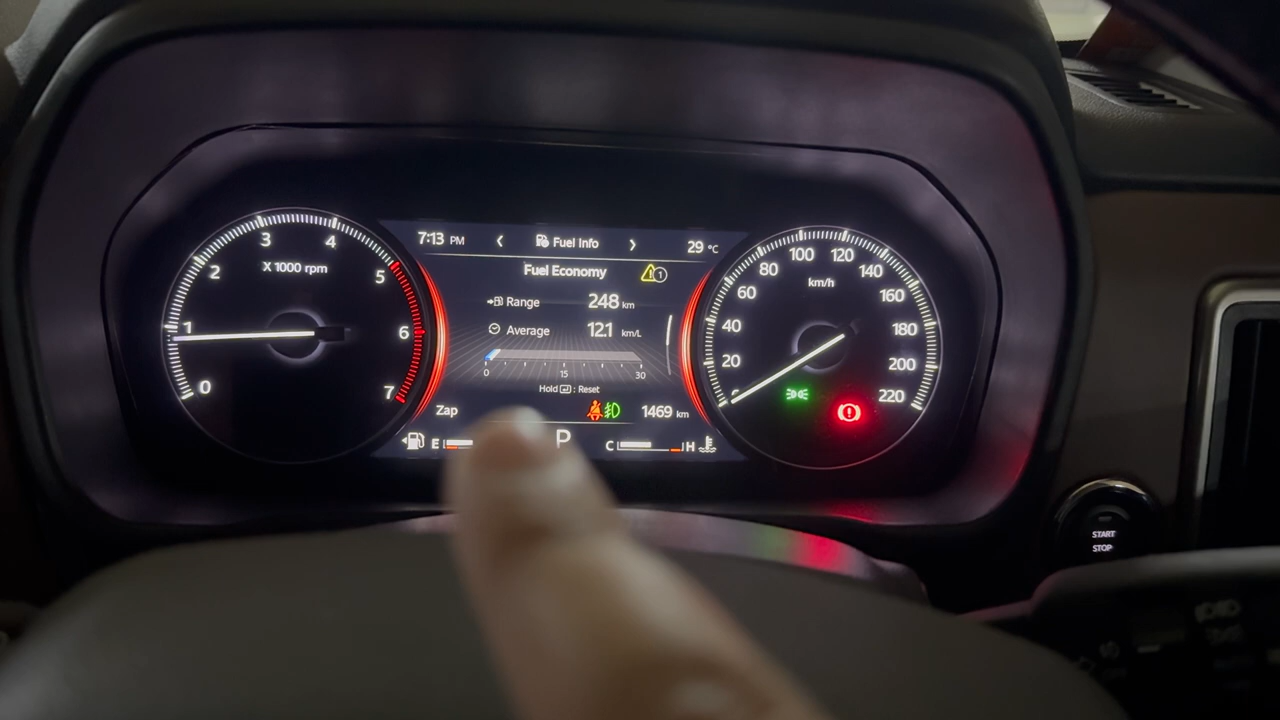 7:13 PM < Fuel Info > 29 °C
Fuel Economy
1
Range 248 km
Average 12.1 km/L
0 15 30
Hold : Reset
Zap 1469 km
E P C H
0 1 2 3 4 5 6 7
X 1000 rpm
0 20 40 60 80 100 120 140 160 180 200 220
km/h
START
STOP